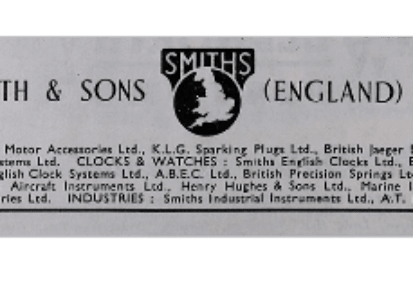 SMITHS
TH & SONS (ENGLAND)
Motor Accessories Ltd., K.L.G. Sparking Plugs Ltd., British Jaeger
stems Ltd. CLOCKS & WATCHES : Smiths English Clocks Ltd.,
glish Clock Systems Ltd., A.B.E.C. Ltd., British Precision Springs Ltd
Aircraft Instruments Ltd., Henry Hughes & Sons Ltd., Marine
ries Ltd. INDUSTRIES : Smiths Industrial Instruments Ltd., A.T.